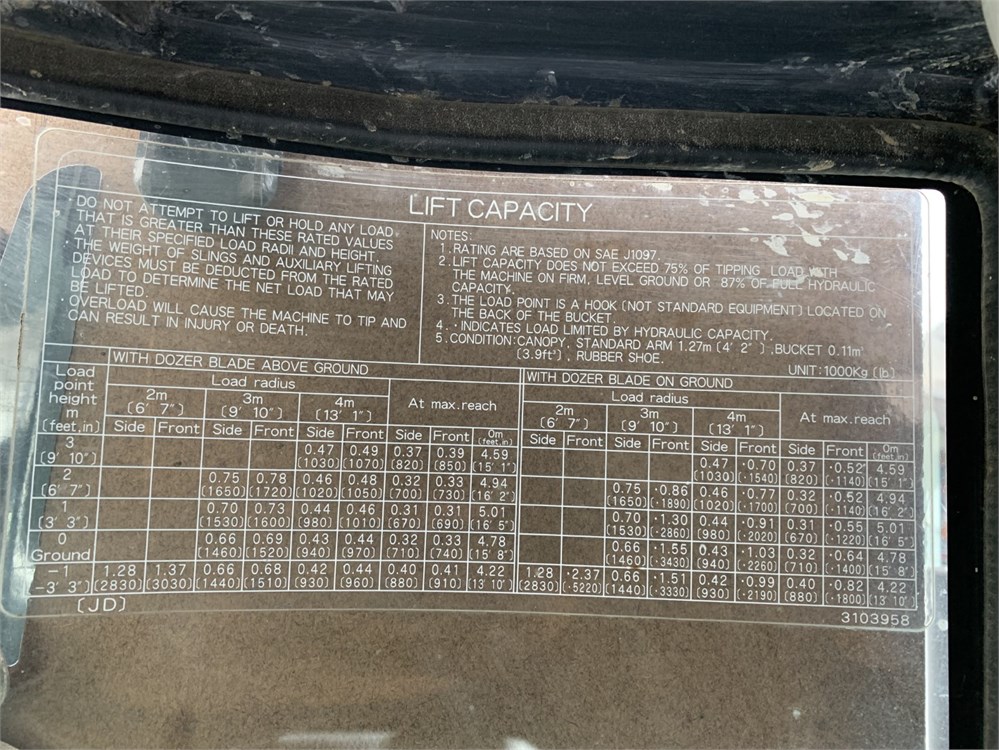 LIFT CAPACITY
·DO NOT ATTEMPT TO LIFT OR HOLD ANY LOAD
THAT IS GREATER THAN THESE RATED VALUES
AT THEIR SPECIFIED LOAD RADII AND HEIGHT.
·THE WEIGHT OF SLINGS AND AUXILIARY LIFTING
DEVICES MUST BE DEDUCTED FROM THE RATED
LOAD TO DETERMINE THE NET LOAD THAT MAY
BE LIFTED.
·OVERLOAD WILL CAUSE THE MACHINE TO TIP AND
CAN RESULT IN INJURY OR DEATH.
NOTES:
1. RATING ARE BASED ON SAE J1097.
2. LIFT CAPACITY DOES NOT EXCEED 75% OF TIPPING LOAD WITH
THE MACHINE ON FIRM, LEVEL GROUND OR 87% OF FULL HYDRAULIC
CAPACITY.
3. THE LOAD POINT IS A HOOK (NOT STANDARD EQUIPMENT) LOCATED ON
THE BACK OF THE BUCKET.
4. ·INDICATES LOAD LIMITED BY HYDRAULIC CAPACITY.
5. CONDITION: CANOPY, STANDARD ARM 1.27m (4' 2"), BUCKET 0.11m³
(3.9ft³), RUBBER SHOE.
UNIT: 1000Kg (lb)
Load point height m (feet,in) WITH DOZER BLADE ABOVE GROUND WITH DOZER BLADE ON GROUND
Load radius At max.reach Load radius At max.reach
2m 3m 4m 2m 3m 4m
(6' 7") (9' 10") (13' 1") (6' 7") (9' 10") (13' 1")
Side Front Side Front Side Front Side Front 0m (feet,in) Side Front Side Front Side Front Side Front 0m (feet,in)
3 0.47 0.49 0.37 0.39 4.59 0.47 ·0.70 0.37 ·0.52 4.59
(9' 10") (1030) (1070) (820) (850) (15' 1") (1030) (·1540) (820) (·1140) (15' 1")
2 0.75 0.78 0.46 0.48 0.32 0.33 4.94 0.75 ·0.86 0.46 ·0.77 0.32 ·0.52 4.94
(6' 7") (1650) (1720) (1020) (1050) (700) (730) (16' 2") (1650) (·1890) (1020) (·1700) (700) (·1140) (16' 2")
1 0.70 0.73 0.44 0.46 0.31 0.31 5.01 0.70 ·1.30 0.44 ·0.91 0.31 ·0.55 5.01
(3' 3") (1530) (1600) (980) (1010) (670) (690) (16' 5") (1530) (·2860) (980) (·2020) (670) (·1220) (16' 5")
0 0.66 0.69 0.43 0.44 0.32 0.33 4.78 0.66 ·1.55 0.43 ·1.03 0.32 ·0.64 4.78
Ground (1460) (1520) (940) (970) (710) (740) (15' 8") (1460) (·3430) (940) (·2260) (710) (·1400) (15' 8")
-1 1.28 1.37 0.66 0.68 0.42 0.44 0.40 0.41 4.22 1.28 ·2.37 0.66 ·1.51 0.42 ·0.99 0.40 ·0.82 4.22
(-3' 3") (2830) (3030) (1440) (1510) (930) (960) (880) (910) (13' 10") (2830) (·5220) (1440) (·3330) (930) (·2190) (880) (·1800) (13' 10")
(JD)
3103958